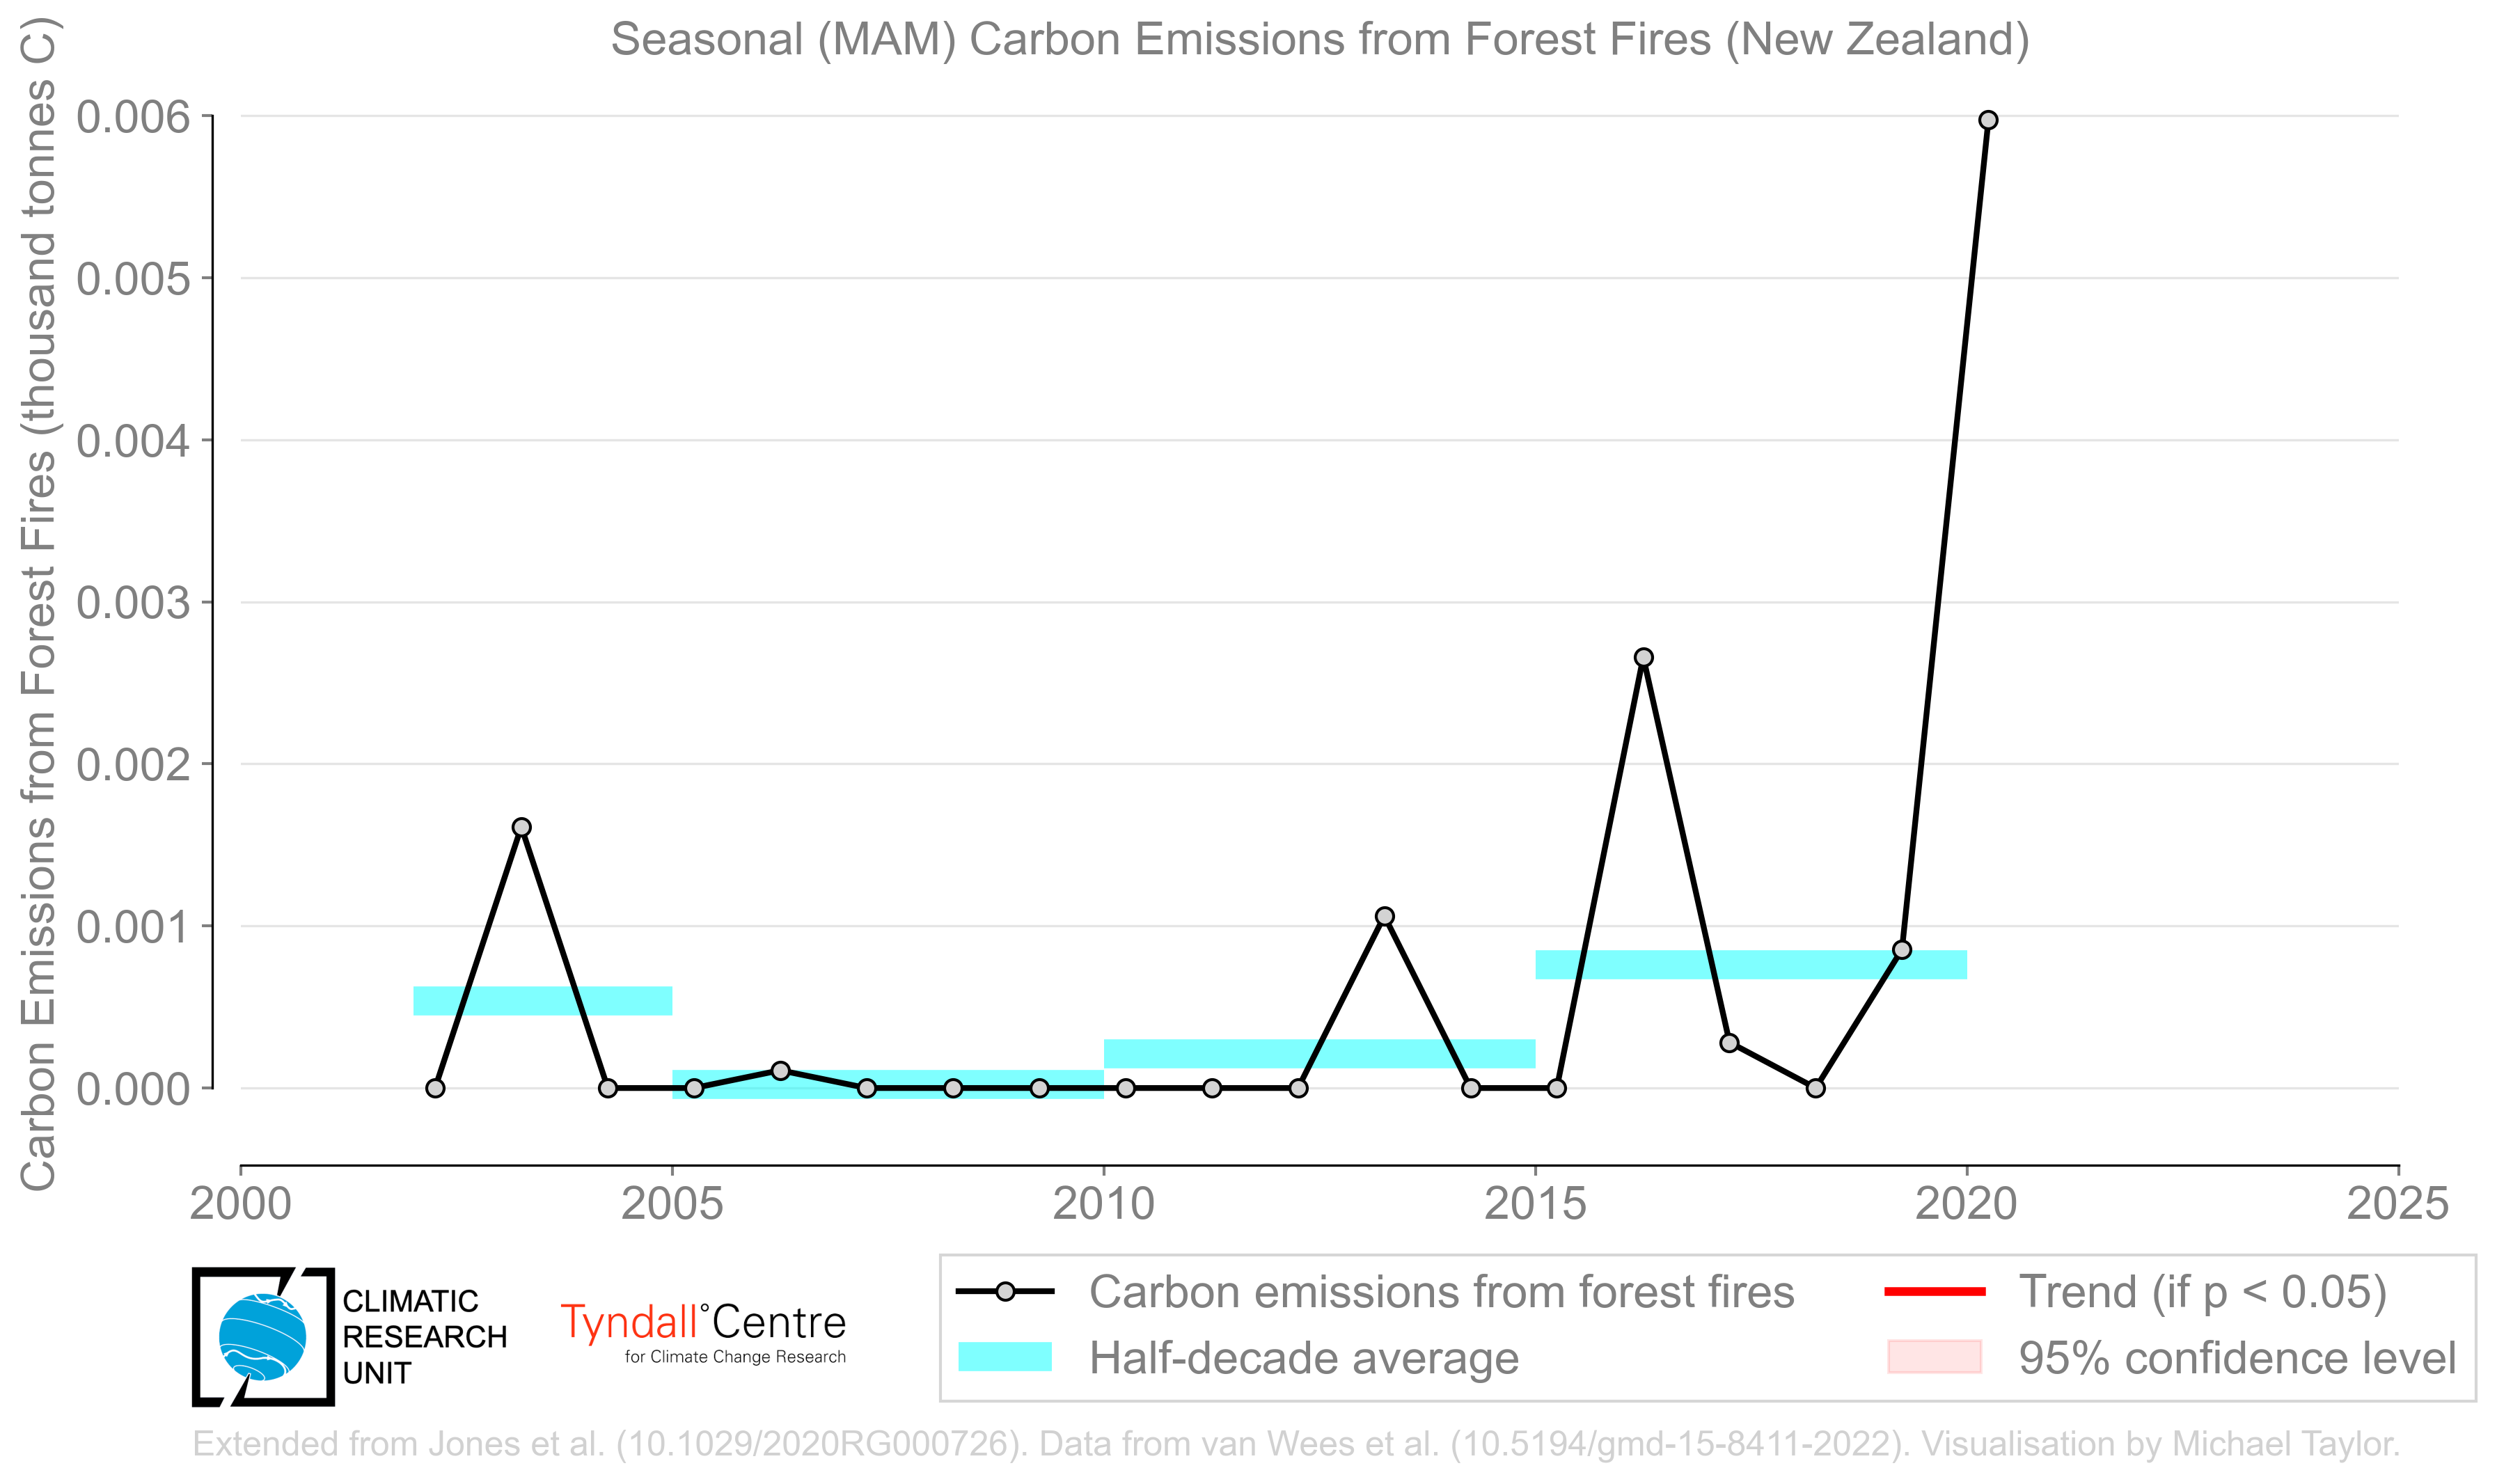 Seasonal (MAM) Carbon Emissions from Forest Fires (New Zealand)
Carbon Emissions from Forest Fires (thousand tonnes C)
0.006
0.005
0.004
0.003
0.002
0.001
0.000
2000
2005
2010
2015
2020
2025
CLIMATIC
RESEARCH
UNIT
Tyndall°Centre
for Climate Change Research
Carbon emissions from forest fires
Half-decade average
Trend (if p < 0.05)
95% confidence level
Extended from Jones et al. (10.1029/2020RG000726). Data from van Wees et al. (10.5194/gmd-15-8411-2022). Visualisation by Michael Taylor.